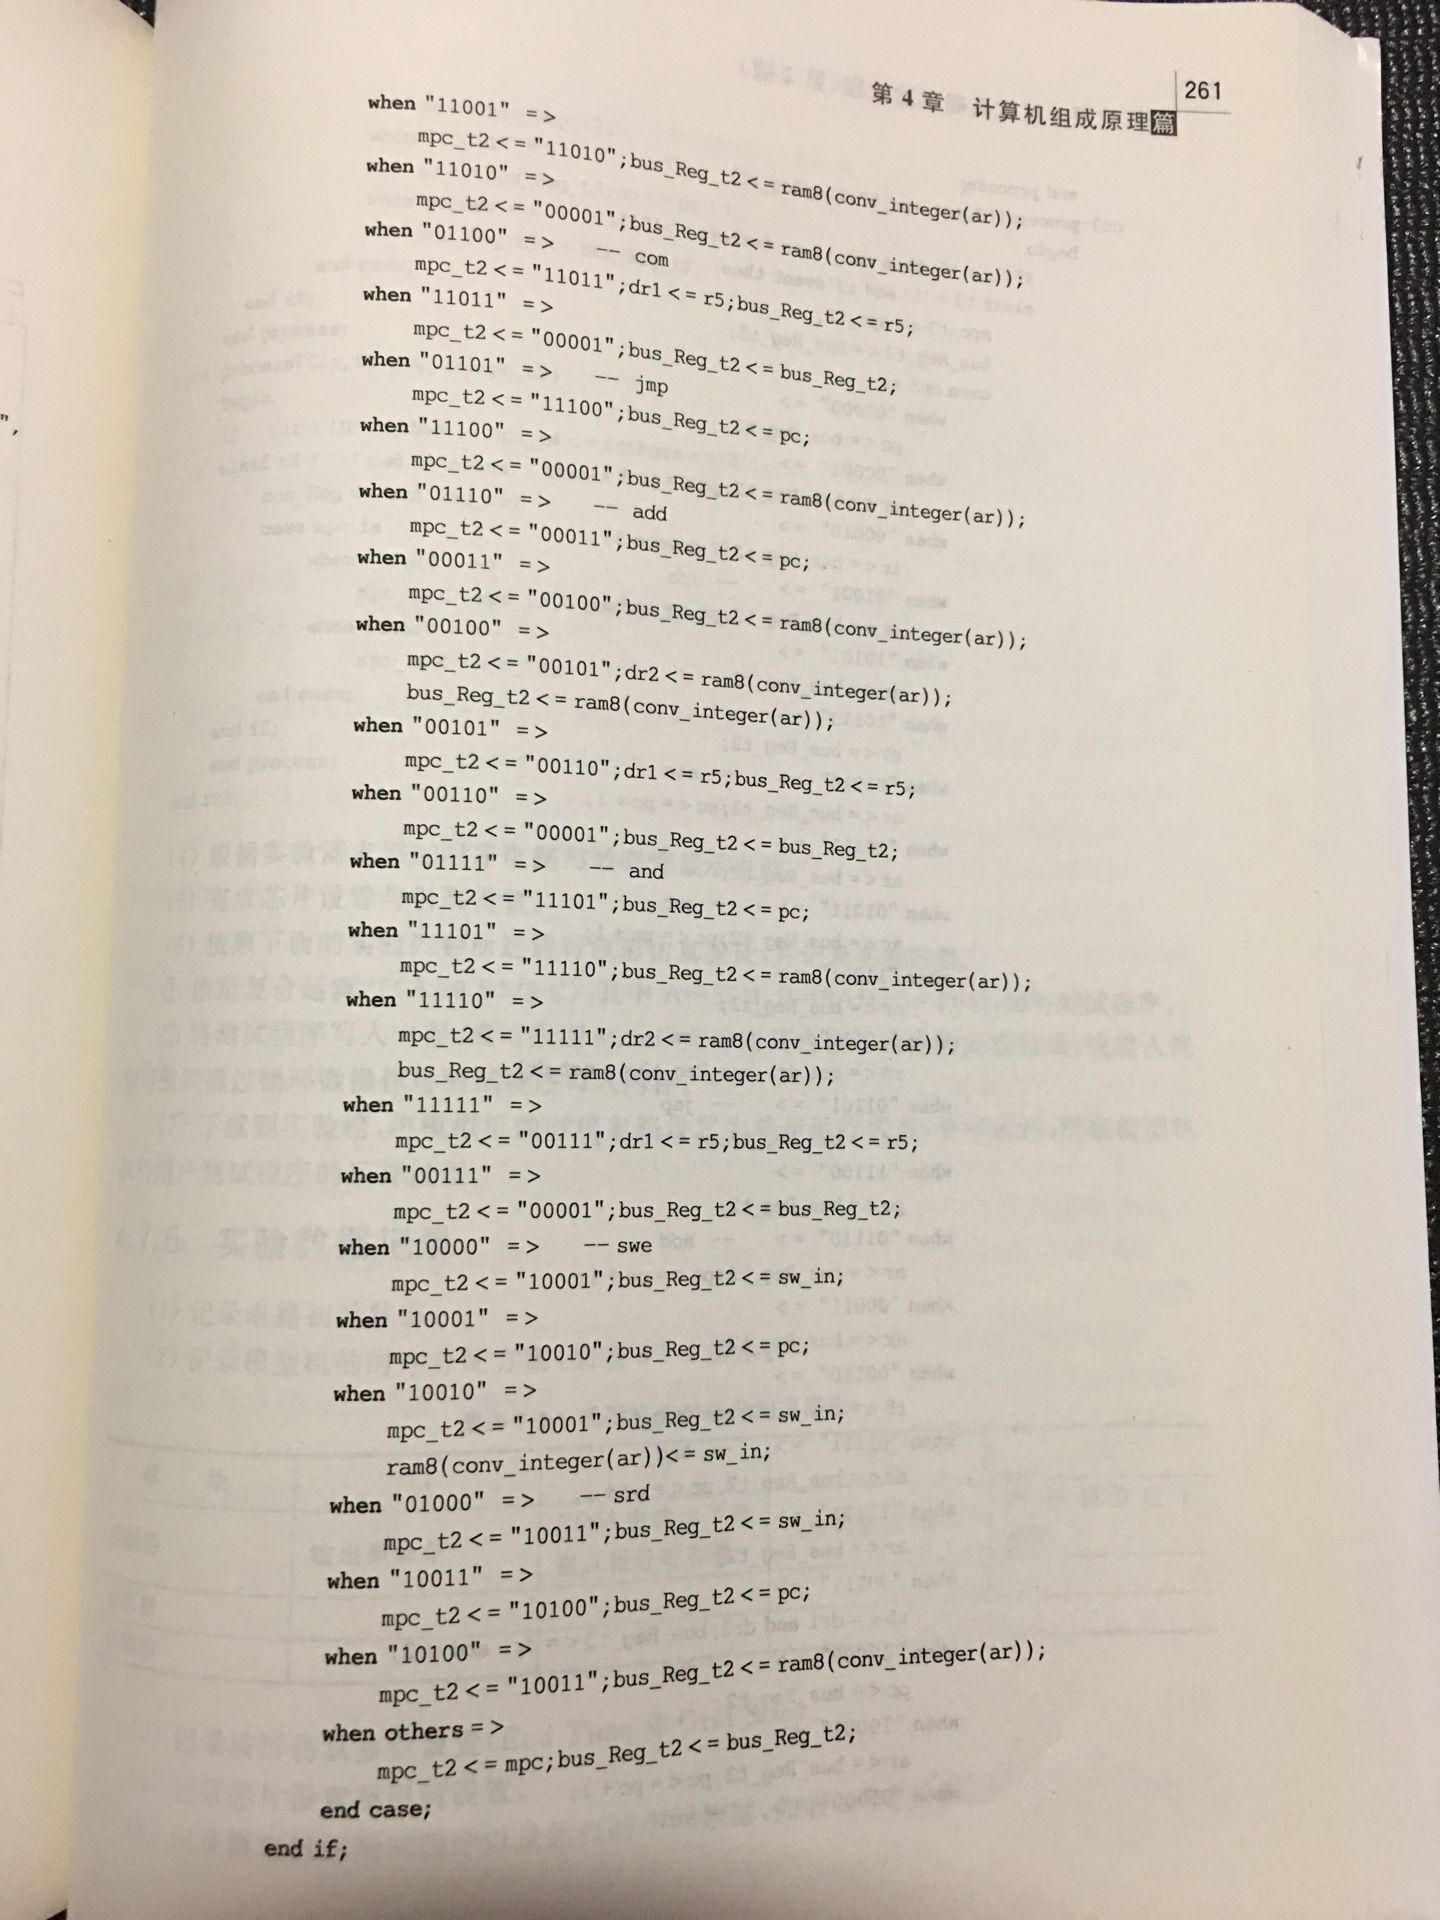 第4章 计算机组成原理篇 261
when "11001" =>
mpc_t2<="11010";bus_Reg_t2<=ram8(conv_integer(ar));
when "11010" =>
mpc_t2<="00001";bus_Reg_t2<=ram8(conv_integer(ar));
when "01100" => -- com
mpc_t2<="11011";dr1<=r5;bus_Reg_t2<=r5;
when "11011" =>
mpc_t2<="00001";bus_Reg_t2<=bus_Reg_t2;
when "01101" => -- jmp
mpc_t2<="11100";bus_Reg_t2<=pc;
when "11100" =>
mpc_t2<="00001";bus_Reg_t2<=ram8(conv_integer(ar));
when "01110" => -- add
mpc_t2<="00011";bus_Reg_t2<=pc;
when "00011" =>
mpc_t2<="00100";bus_Reg_t2<=ram8(conv_integer(ar));
when "00100" =>
mpc_t2<="00101";dr2<=ram8(conv_integer(ar));
bus_Reg_t2<=ram8(conv_integer(ar));
when "00101" =>
mpc_t2<="00110";dr1<=r5;bus_Reg_t2<=r5;
when "00110" =>
mpc_t2<="00001";bus_Reg_t2<=bus_Reg_t2;
when "01111" => -- and
mpc_t2<="11101";bus_Reg_t2<=pc;
when "11101" =>
mpc_t2<="11110";bus_Reg_t2<=ram8(conv_integer(ar));
when "11110" =>
mpc_t2<="11111";dr2<=ram8(conv_integer(ar));
bus_Reg_t2<=ram8(conv_integer(ar));
when "11111" =>
mpc_t2<="00111";dr1<=r5;bus_Reg_t2<=r5;
when "00111" =>
mpc_t2<="00001";bus_Reg_t2<=bus_Reg_t2;
when "10000" => -- swe
mpc_t2<="10001";bus_Reg_t2<=sw_in;
when "10001" =>
mpc_t2<="10010";bus_Reg_t2<=pc;
when "10010" =>
mpc_t2<="10001";bus_Reg_t2<=sw_in;
ram8(conv_integer(ar))<=sw_in;
when "01000" => -- srd
mpc_t2<="10011";bus_Reg_t2<=sw_in;
when "10011" =>
mpc_t2<="10100";bus_Reg_t2<=pc;
when "10100" =>
mpc_t2<="10011";bus_Reg_t2<=ram8(conv_integer(ar));
when others=>
mpc_t2<=mpc;bus_Reg_t2<=bus_Reg_t2;
end case;
end if;